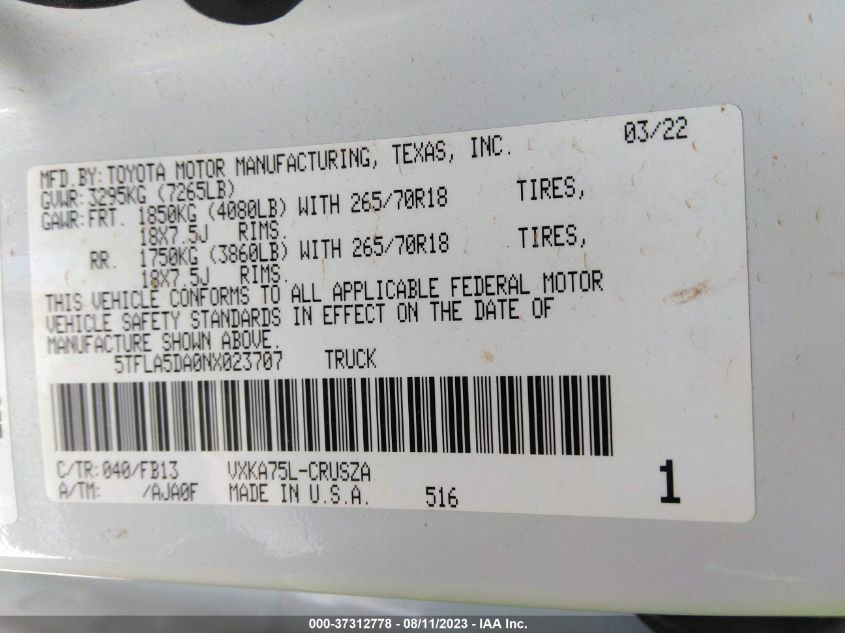 MFD.BY:TOYOTA MOTOR MANUFACTURING, TEXAS, INC. 03/22
GVWR:3295KG (7265LB)
GAWR:FRT. 1850KG (4080LB) WITH 265/70R18 TIRES,
18X7.5J RIMS.
RR. 1750KG (3860LB) WITH 265/70R18 TIRES,
18X7.5J RIMS.
THIS VEHICLE CONFORMS TO ALL APPLICABLE FEDERAL MOTOR
VEHICLE SAFETY STANDARDS IN EFFECT ON THE DATE OF
MANUFACTURE SHOWN ABOVE.
5TFLA5DA0NX023707 TRUCK
C/TR:040/FB13 VXKA75L-CRUSZA
A/TM: /AJA0F MADE IN U.S.A. 516 1
000-37312778 - 08/11/2023 - IAA Inc.